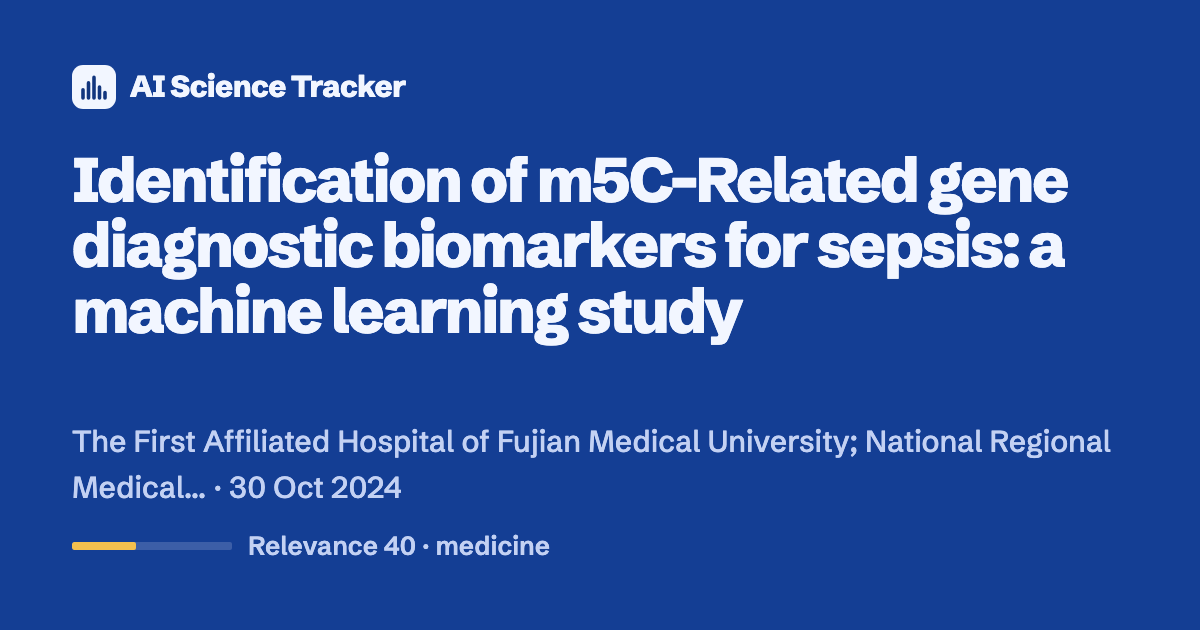 AI Science Tracker
Identification of m5C-Related gene
diagnostic biomarkers for sepsis: a
machine learning study
The First Affiliated Hospital of Fujian Medical University; National Regional
Medical... · 30 Oct 2024
Relevance 40 · medicine